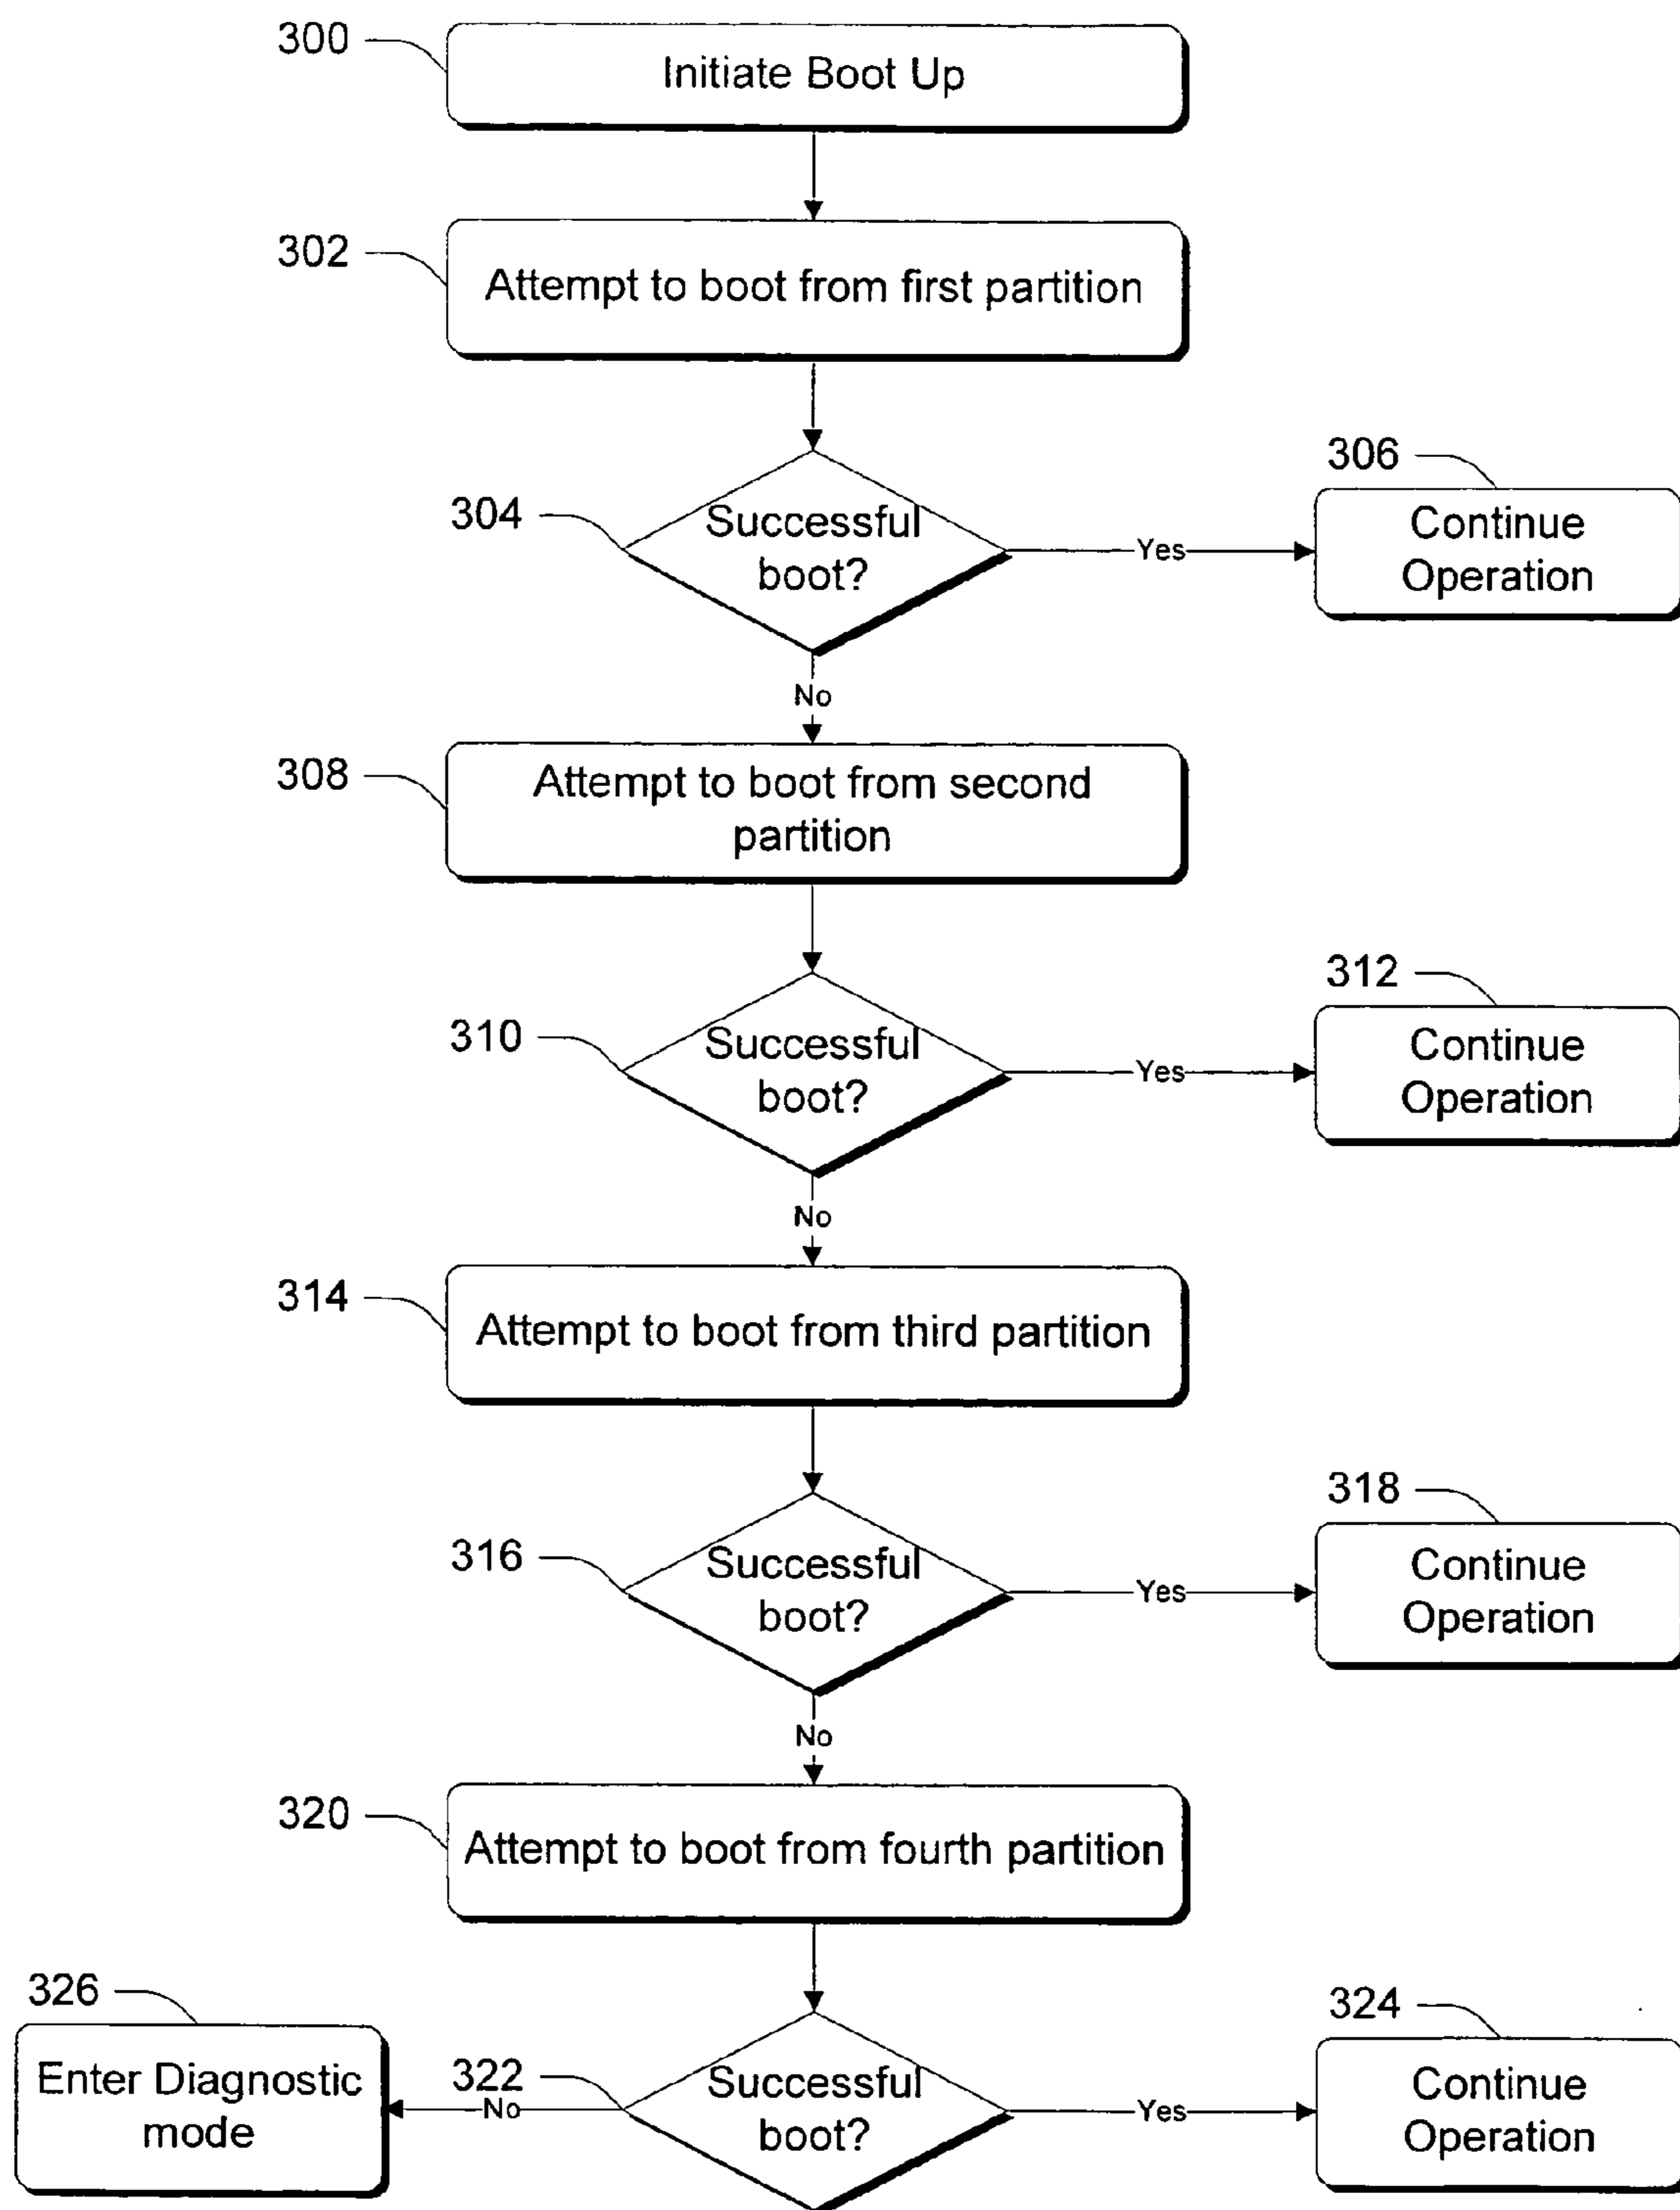 300
Initiate Boot Up
302
Attempt to boot from first partition
304
Successful
boot?
Yes
306
Continue
Operation
No
308
Attempt to boot from second
partition
310
Successful
boot?
Yes
312
Continue
Operation
No
314
Attempt to boot from third partition
316
Successful
boot?
Yes
318
Continue
Operation
No
320
Attempt to boot from fourth partition
322
Successful
boot?
Yes
324
Continue
Operation
No
326
Enter Diagnostic
mode